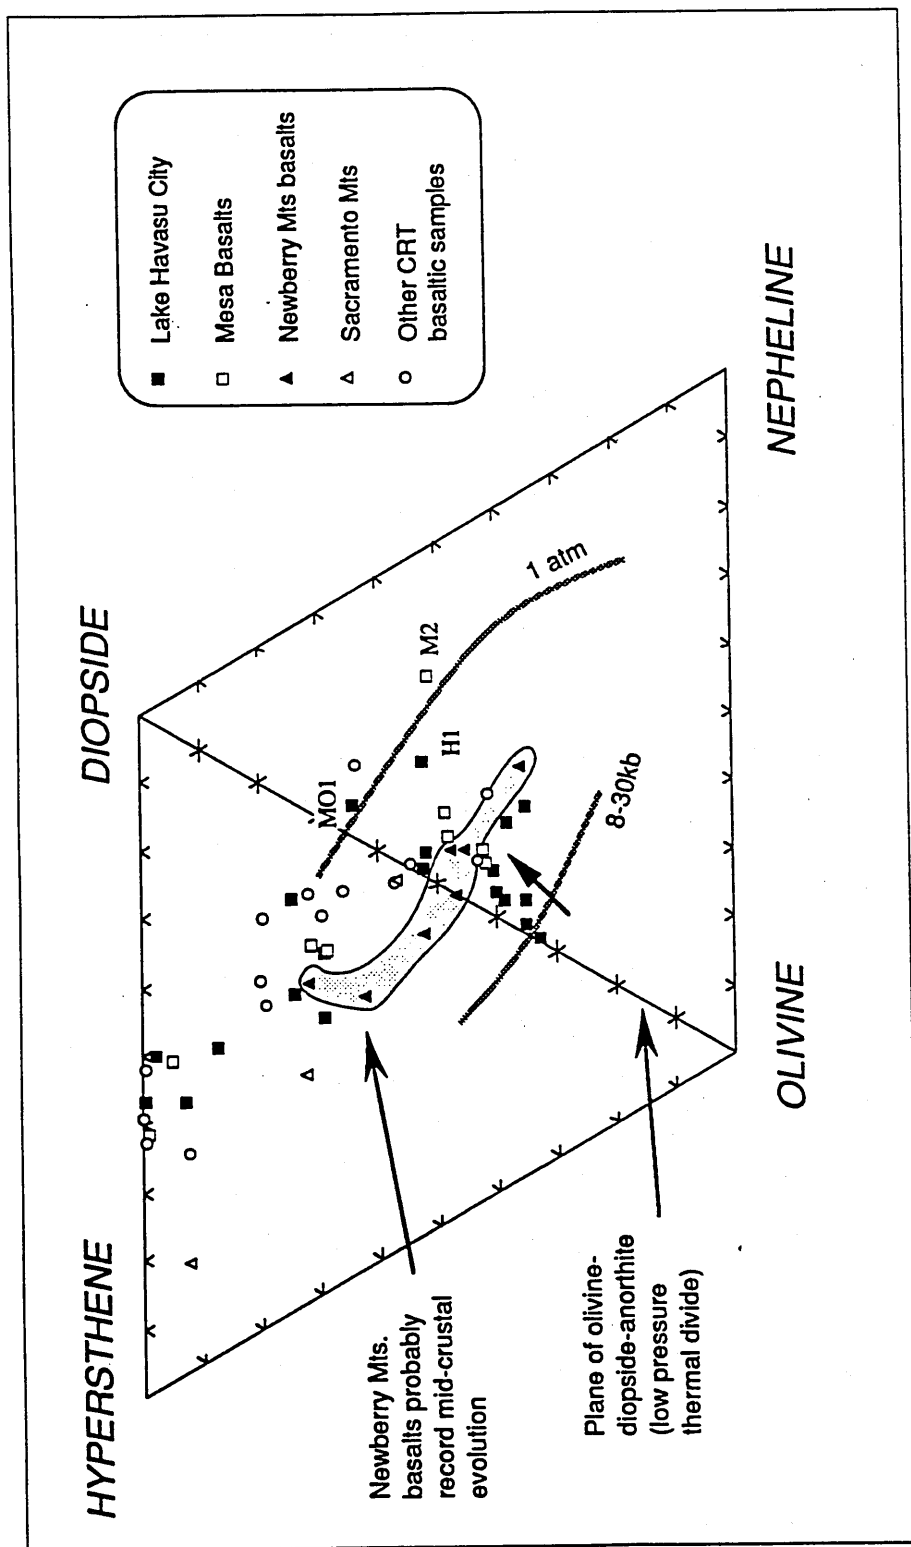 HYPERSTHENE
DIOPSIDE
OLIVINE
NEPHELINE
Lake Havasu City
Mesa Basalts
Newberry Mts basalts
Sacramento Mts
Other CRT
basaltic samples
MO1
H1
M2
1 atm
8-30kb
Newberry Mts.
basalts probably
record mid-crustal
evolution
Plane of olivine-
diopside-anorthite
(low pressure
thermal divide)